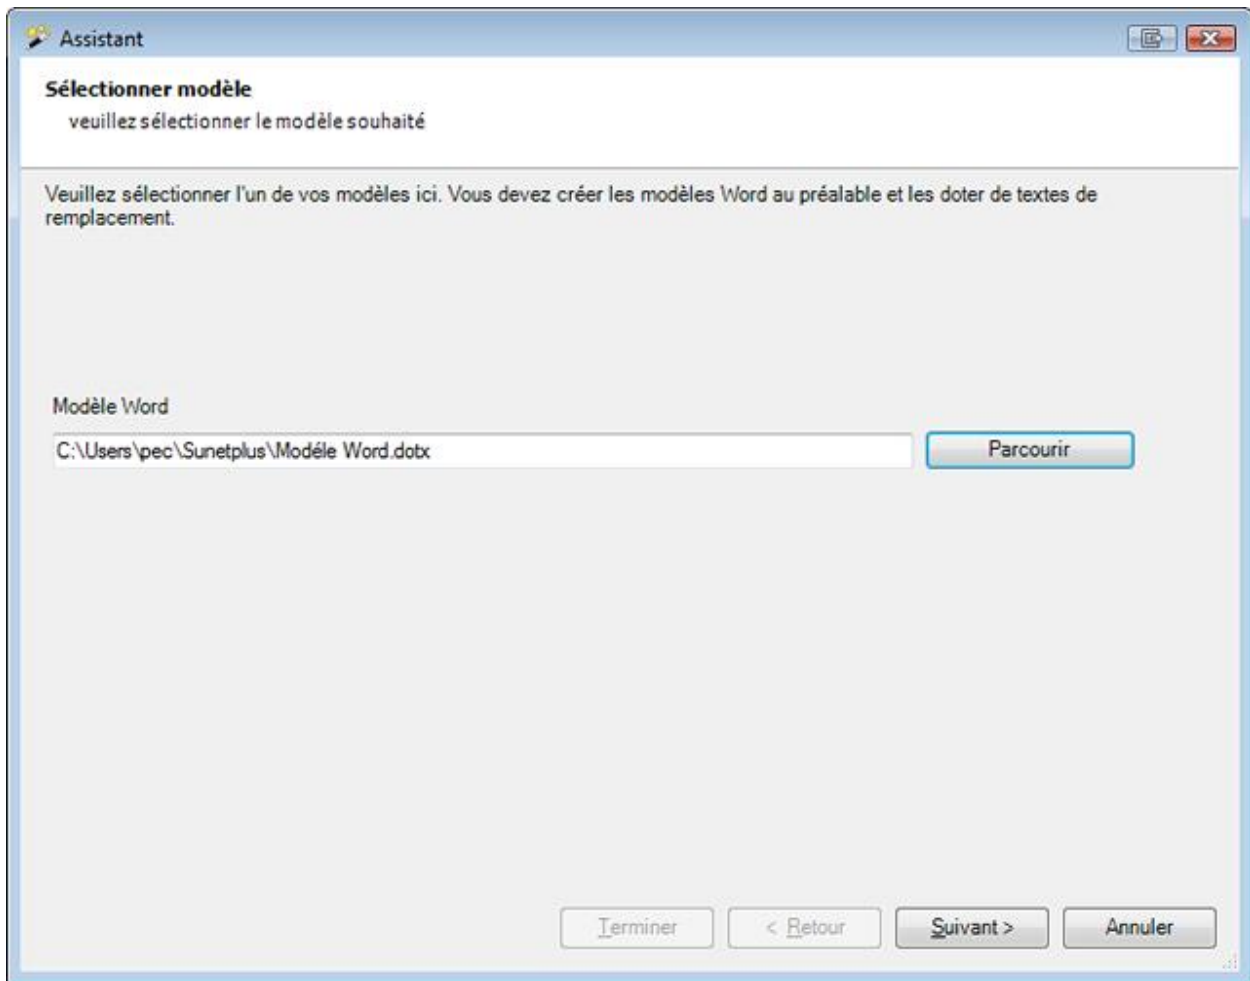 Assistant
Sélectionner modèle
veuillez sélectionner le modèle souhaité
Veuillez sélectionner l'un de vos modèles ici. Vous devez créer les modèles Word au préalable et les doter de textes de
remplacement.
Modèle Word
C:\Users\pec\Sunetplus\Modéle Word.dotx
Parcourir
Terminer
< Retour
Suivant >
Annuler